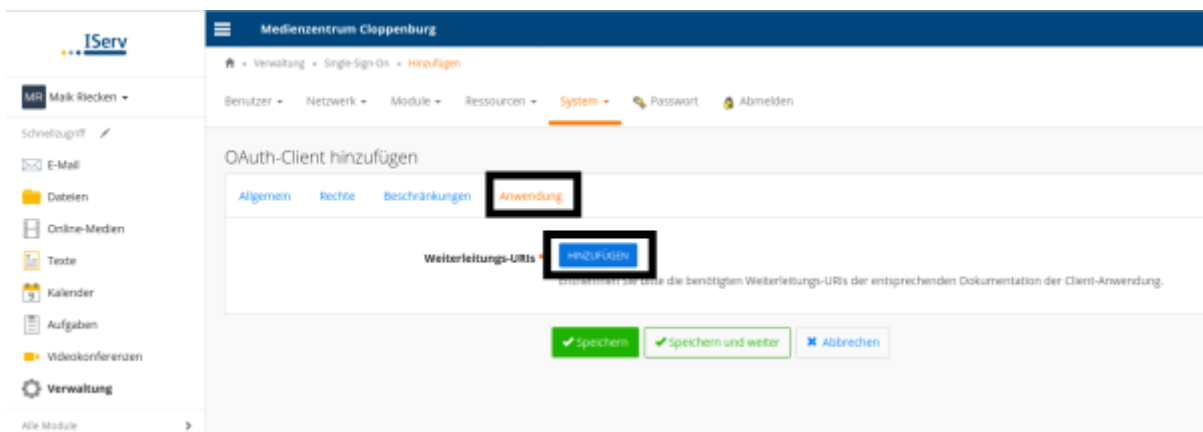 IServ
Medienzentrum Cloppenburg
Verwaltung » Single-Sign-On » Hinzufügen
MR Maik Riecken
Benutzer Netzwerk Module Ressourcen System Passwort Abmelden
Schnellzugriff
E-Mail
Dateien
Online-Medien
Texte
9 Kalender
Aufgaben
Videokonferenzen
Verwaltung
Alle Module
OAuth-Client hinzufügen
Allgemein Rechte Beschränkungen Anwendung
Weiterleitungs-URIs * HINZUFÜGEN
Entnehmen Sie bitte die benötigten Weiterleitungs-URIs der entsprechenden Dokumentation der Client-Anwendung.
Speichern Speichern und weiter Abbrechen